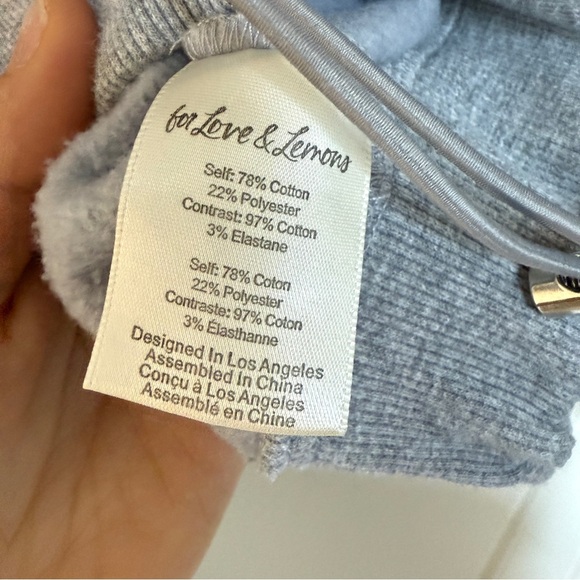 for Love & Lemons
Self: 78% Cotton
22% Polyester
Contrast: 97% Cotton
3% Elastane
Self: 78% Coton
22% Polyester
Contraste: 97% Coton
3% Élasthanne
Designed In Los Angeles
Assembled In China
Conçu à Los Angeles
Assemblé en Chine